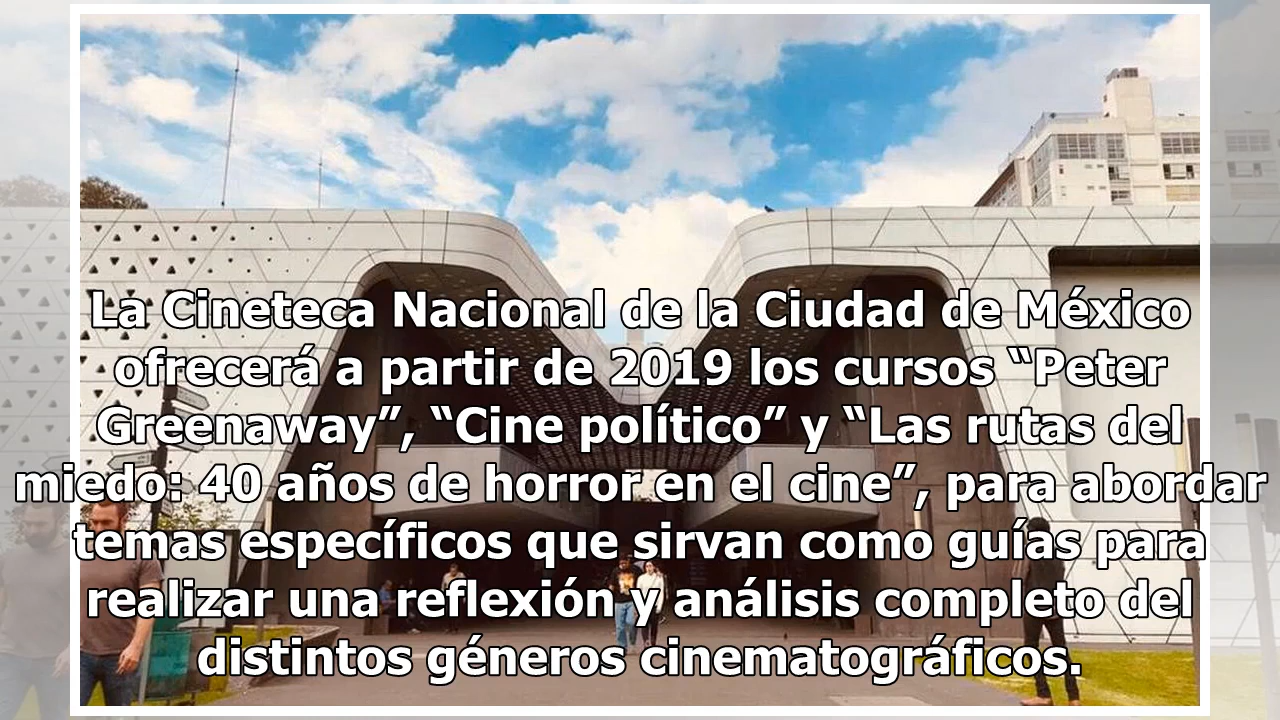 La Cineteca Nacional de la Ciudad de México
ofrecerá a partir de 2019 los cursos “Peter
Greenaway”, “Cine político” y “Las rutas del
miedo: 40 años de horror en el cine”, para abordar
temas específicos que sirvan como guías para
realizar una reflexión y análisis completo del
distintos géneros cinematográficos.